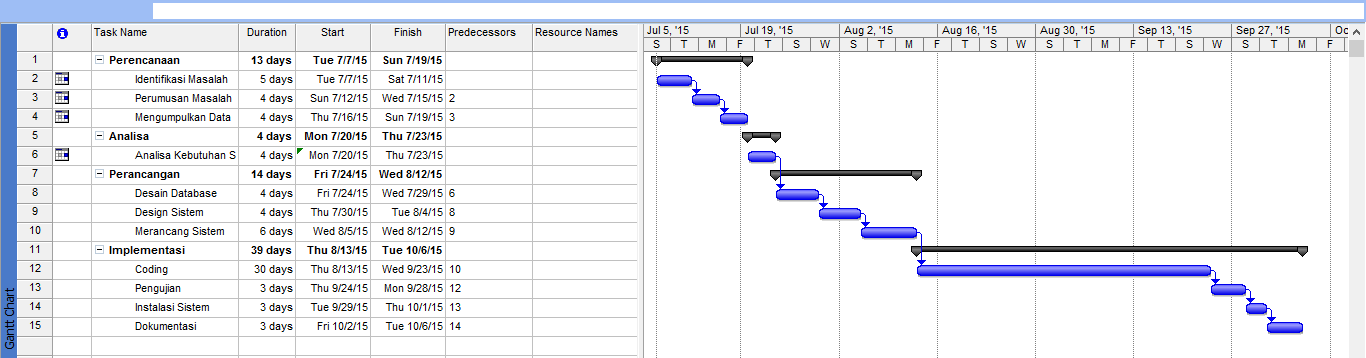 Task Name Duration Start Finish Predecessors Resource Names
Jul 5, '15 Jul 19, '15 Aug 2, '15 Aug 16, '15 Aug 30, '15 Sep 13, '15 Sep 27, '15 Oc
S T M F T S W S T M F T S W S T M F T S W S T M F
1 Perencanaan 13 days Tue 7/7/15 Sun 7/19/15
2 Identifikasi Masalah 5 days Tue 7/7/15 Sat 7/11/15
3 Perumusan Masalah 4 days Sun 7/12/15 Wed 7/15/15 2
4 Mengumpulkan Data 4 days Thu 7/16/15 Sun 7/19/15 3
5 Analisa 4 days Mon 7/20/15 Thu 7/23/15
6 Analisa Kebutuhan S 4 days Mon 7/20/15 Thu 7/23/15
7 Perancangan 14 days Fri 7/24/15 Wed 8/12/15
8 Desain Database 4 days Fri 7/24/15 Wed 7/29/15 6
9 Design Sistem 4 days Thu 7/30/15 Tue 8/4/15 8
10 Merancang Sistem 6 days Wed 8/5/15 Wed 8/12/15 9
11 Implementasi 39 days Thu 8/13/15 Tue 10/6/15
12 Coding 30 days Thu 8/13/15 Wed 9/23/15 10
13 Pengujian 3 days Thu 9/24/15 Mon 9/28/15 12
14 Instalasi Sistem 3 days Tue 9/29/15 Thu 10/1/15 13
15 Dokumentasi 3 days Fri 10/2/15 Tue 10/6/15 14
Gantt Chart